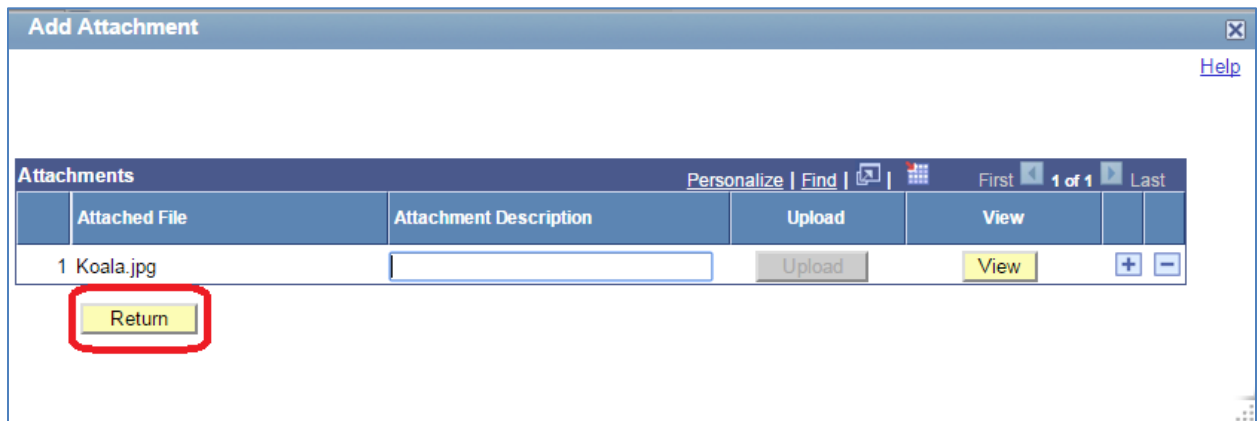 Add Attachment
Help
Attachments Personalize | Find | | First 1 of 1 Last
Attached File Attachment Description Upload View
1 Koala.jpg Upload View + −
Return